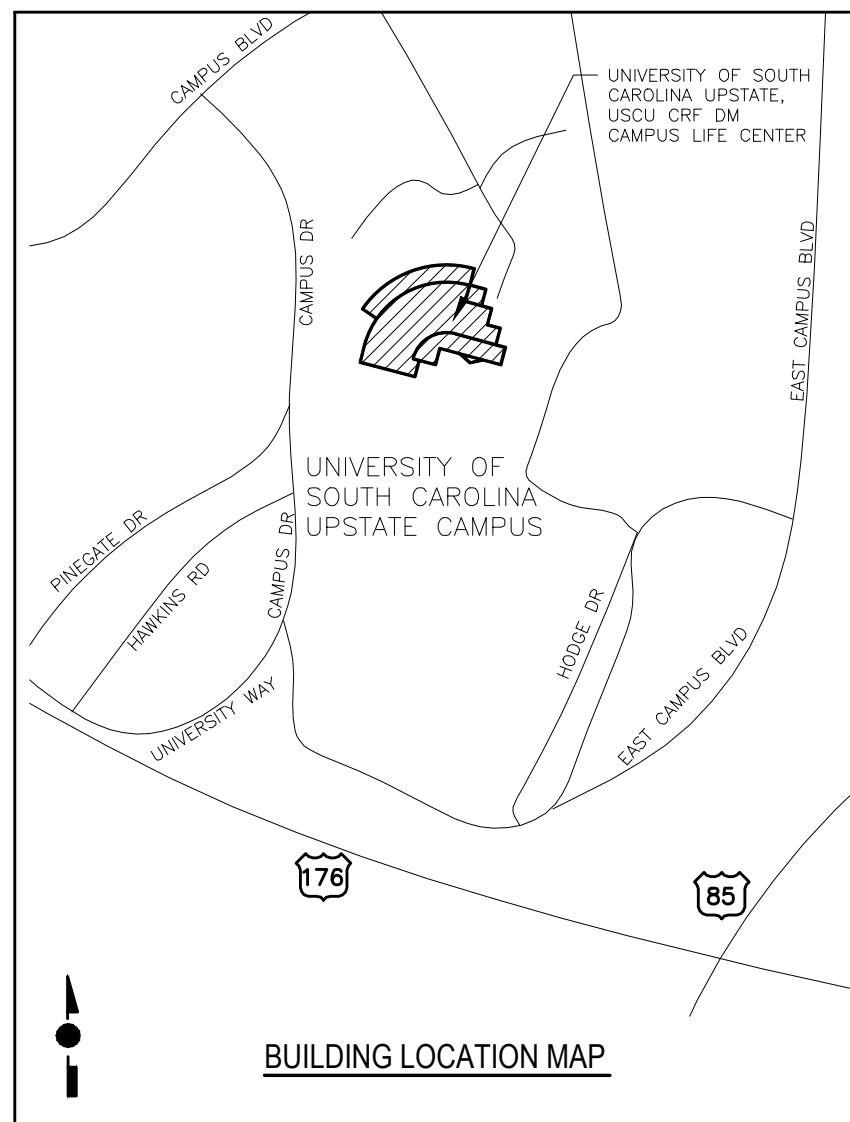 CAMPUS BLVD
UNIVERSITY OF SOUTH
CAROLINA UPSTATE,
USCU CRF DM
CAMPUS LIFE CENTER
CAMPUS DR
EAST CAMPUS BLVD
UNIVERSITY OF
SOUTH CAROLINA
UPSTATE CAMPUS
PINEGATE DR
HAWKINS RD
CAMPUS DR
HODGE DR
UNIVERSITY WAY
EAST CAMPUS BLVD
176
85
BUILDING LOCATION MAP